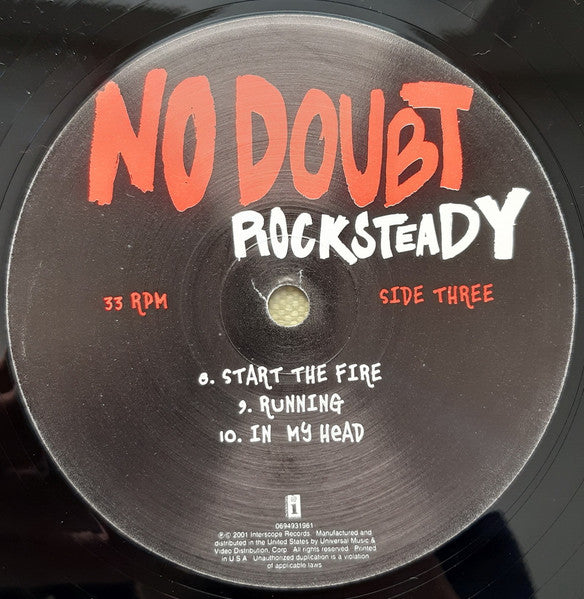 NO DOUBT
ROCKSTEADY
33 RPM
SIDE THREE
8. START THE FIRE
9. RUNNING
10. IN MY HEAD
i
0694931961
℗ © 2001 Interscope Records Manufactured and
distributed in the United States by Universal Music &
Video Distribution, Corp All rights reserved. Printed
in U S A Unauthorized duplication is a violation
of applicable laws